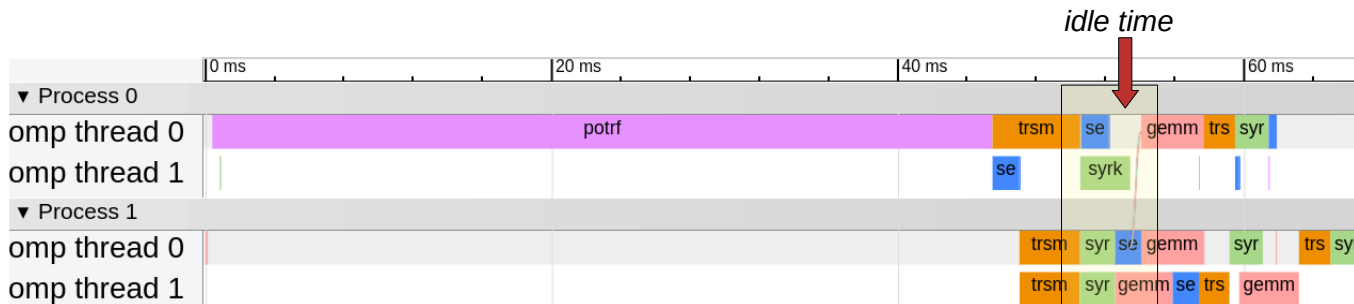 idle time
0 ms 20 ms 40 ms 60 ms
▼ Process 0
omp thread 0 potrf trsm se gemm trs syr
omp thread 1 se syrk
▼ Process 1
omp thread 0 trsm syr se gemm syr trs sy
omp thread 1 trsm syr gemm se trs gemm